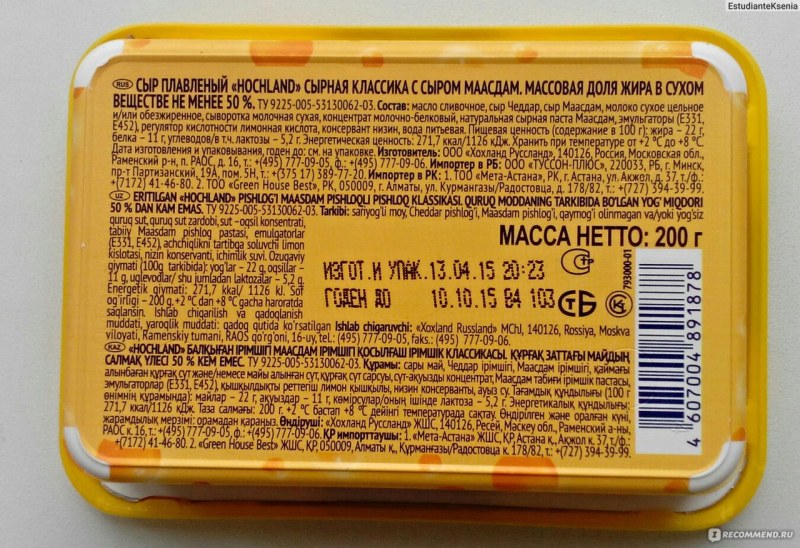 EstudianteKsenia
RUS СЫР ПЛАВЛЕНЫЙ «HOCHLAND» СЫРНАЯ КЛАССИКА С СЫРОМ МААСДАМ. МАССОВАЯ ДОЛЯ ЖИРА В СУХОМ
ВЕЩЕСТВЕ НЕ МЕНЕЕ 50 %. ТУ 9225-005-53130062-03. Состав: масло сливочное, сыр Чеддар, сыр Маасдам, молоко сухое цельное
и/или обезжиренное, сыворотка молочная сухая, концентрат молочно-белковый, натуральная сырная паста Маасдам, эмульгаторы (Е331,
Е452), регулятор кислотности лимонная кислота, консервант низин, вода питьевая. Пищевая ценность (содержание в 100 г): жира – 22 г,
белка – 11 г, углеводов/в т.ч. лактозы – 5,2 г. Энергетическая ценность: 271,7 ккал/1126 кДж. Хранить при температуре от +2 °С до +8 °С.
Дата изготовления и упаковывания, годен до: см. на упаковке. Изготовитель: ООО «Хохланд Руссланд», 140126, Россия, Московская обл.,
Раменский р-н, п. РАОС, д. 16, т.: +(495) 777-09-05, ф.: +(495) 777-09-06. Импортер в РБ: ООО «ТУССОН-ПЛЮС», 220033, РБ, г. Минск,
пр-т Партизанский, 19А, пом. 5Н, т.: +(375 17) 389-77-20. Импортер в РК: 1. ТОО «Мета-Астана», РК, г. Астана, ул. Акжол, д. 37, т./ф.:
+(7172) 41-46-80. 2. ТОО «Green House Best», РК, 050009, г. Алматы, ул. Курмангазы/Радостовца, д. 178/82, т.: +(727) 394-39-99.
UZ ERITILGAN «HOCHLAND» PISHLOG'I MAASDAM PISHLOQLI PISHLOQ KLASSIKASI. QURUQ MODDANING TARKIBIDA BO'LGAN YOG' MIQDORI
50 % DAN KAM EMAS. ТУ 9225-005-53130062-03. Tarkibi: sariyog'li moy, Cheddar pishlog'i, Maasdam pishlog'i, qaymog'i olinmagan va/yoki yog'siz
quruq sut, quruq sut zardobi, sut –oqsil konsentrati,
tabiiy Maasdam pishloq pastasi, emulgatorlar
(E331, E452), achchiqlikni tartibga soluvchi limon
kislotasi, nizin konservanti, ichimlik suvi. Ozuqaviy
qiymati (100g tarkibida): yog'lar – 22 g, oqsillar –
11 g, uglevodlar/ shu jumladan laktozalar – 5,2 g.
Energetik qiymati: 271,7 kkal/ 1126 kJ. Sof
og'irligi – 200 g. +2 °C dan +8 °C gacha haroratda
saqlansin. Ishlab chiqarilish va qadoqlanish
muddati, yaroqlik muddati: qadoq qutida ko'rsatilgan. Ishlab chigaruvchi: «Xoxland Russland» MChJ, 140126, Rossiya, Moskva
viloyati, Ramenskiy tumani, RAOS qo'rg'oni, 16-uy, tel.: (495) 777-09-05, faks.: (495) 777-09-06.
МАССА НЕТТО: 200 г
ИЗГОТ. И УПАК. 13.04.15 20:23
ГОДЕН ДО 10.10.15 84 103
793000-01
4 607004 891878
KAZ «HOCHLAND» БАЛҚЫҒАН ІРІМШІГІ МААСДАМ ІРІМШІГІ ҚОСЫЛҒАШ ІРІМШІК КЛАССИКАСЫ. ҚҰРҒАҚ ЗАТТАҒЫ МАЙДЫҢ
САЛМАҚ ҮЛЕСІ 50 % КЕМ ЕМЕС. ТУ 9225-005-53130062-03. Құрамы: сары май, Чеддар ірімшігі, Маасдам ірімшігі, қаймағы
алынбаған құрғақ сүт және/немесе майы алынған сүт, құрғақ сүт сарсуы, сүт-ақуызды концентрат, Маасдам табиғи ірімшік пастасы,
эмульгаторлар (Е331, Е452), қышқылдықты реттегіш лимон қышқылы, низин консерванты, ауыз су. Тағамдық құндылығы (100 г
өнімнің құрамында): майлар – 22 г, ақуыздар – 11 г, көмірсулар/оның ішінде лактоза – 5,2 г. Энергетикалық құндылығы:
271,7 ккал/1126 кДж. Таза салмағы: 200 г. +2 °С бастап +8 °С дейінгі температурада сақтау. Өндірілген және оралған күні,
жарамдылық мерзімі: орамадан қараңыз. Өндіруші: «Хохланд Руссланд» ЖШҚ, 140126, Ресей, Мәскеу обл., Раменский а-ны,
РАОС к. 16, т.: +(495) 777-09-05, ф.: +(495) 777-09-06. ҚР импорттаушы: 1. «Мета-Астана» ЖШС, ҚР, Астана қ., Ақжол к. 37, т./ф.:
+(7172) 41-46-80. 2. «Green House Best» ЖШС, ҚР, 050009, Алматы қ., Құрманғазы/Радостовца к. 178/82, т.: +(727) 394-39-99.
IRECOMMEND.RU